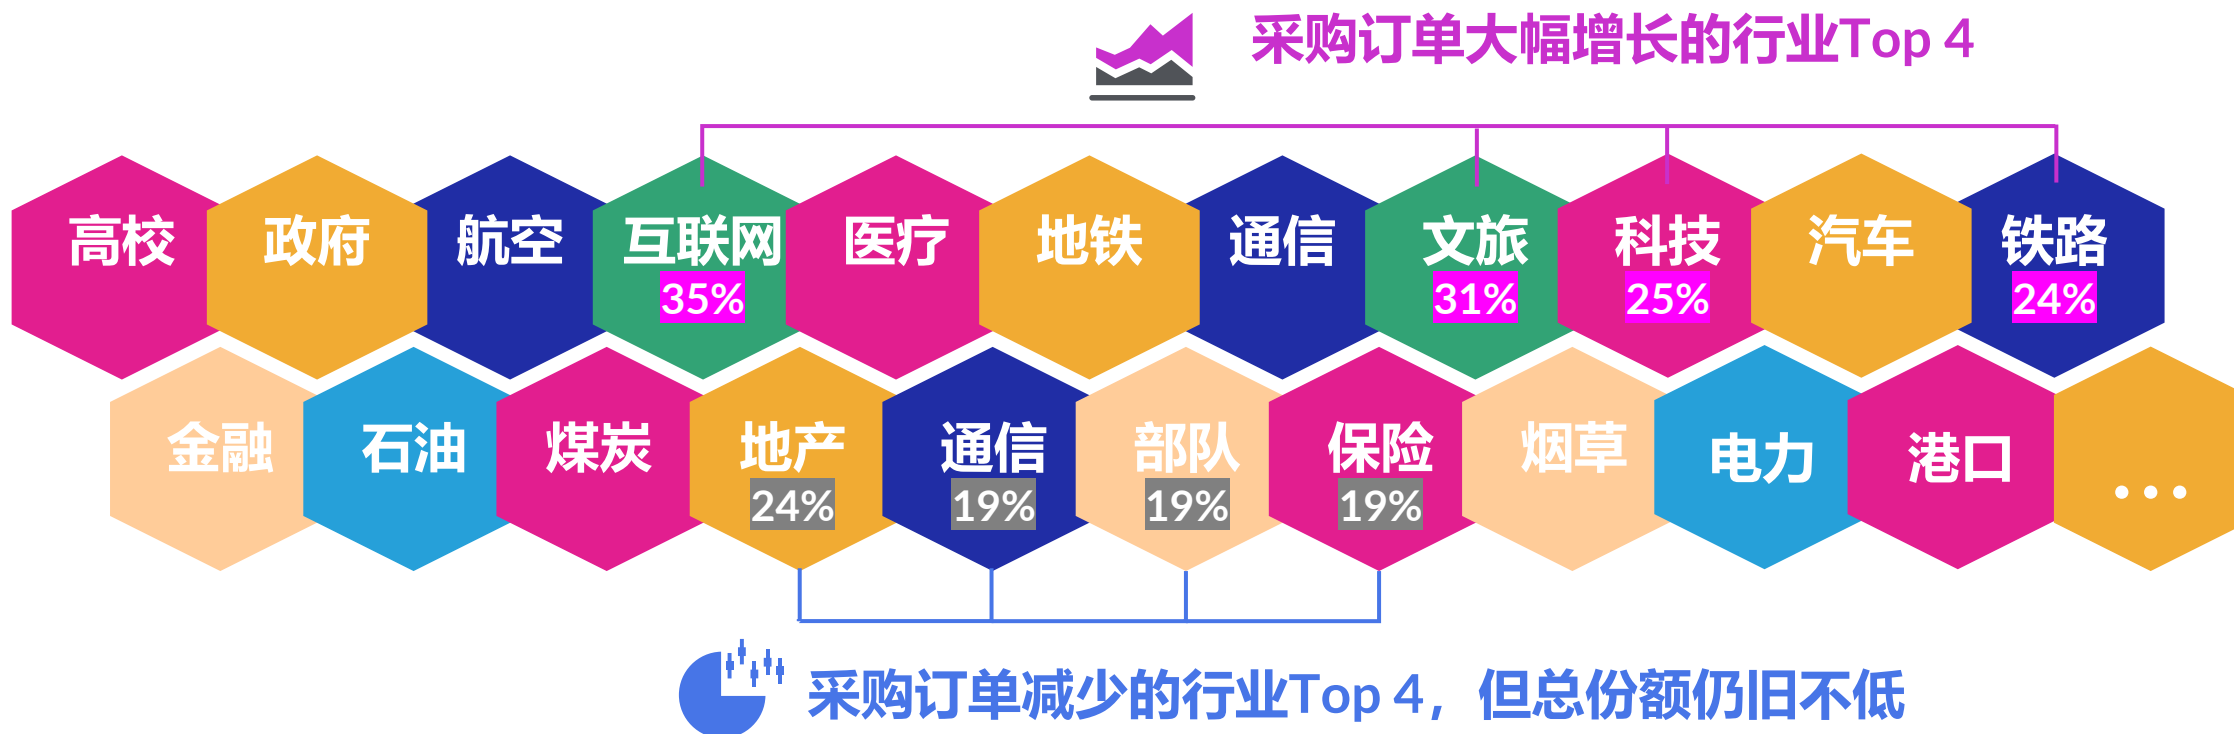 采购订单大幅增长的行业Top 4
高校 政府 航空 互联网 医疗 地铁 通信 文旅 科技 汽车 铁路
35% 31% 25% 24%
金融 石油 煤炭 地产 通信 部队 保险 烟草 电力 港口 ...
24% 19% 19% 19%
采购订单减少的行业Top 4，但总份额仍旧不低